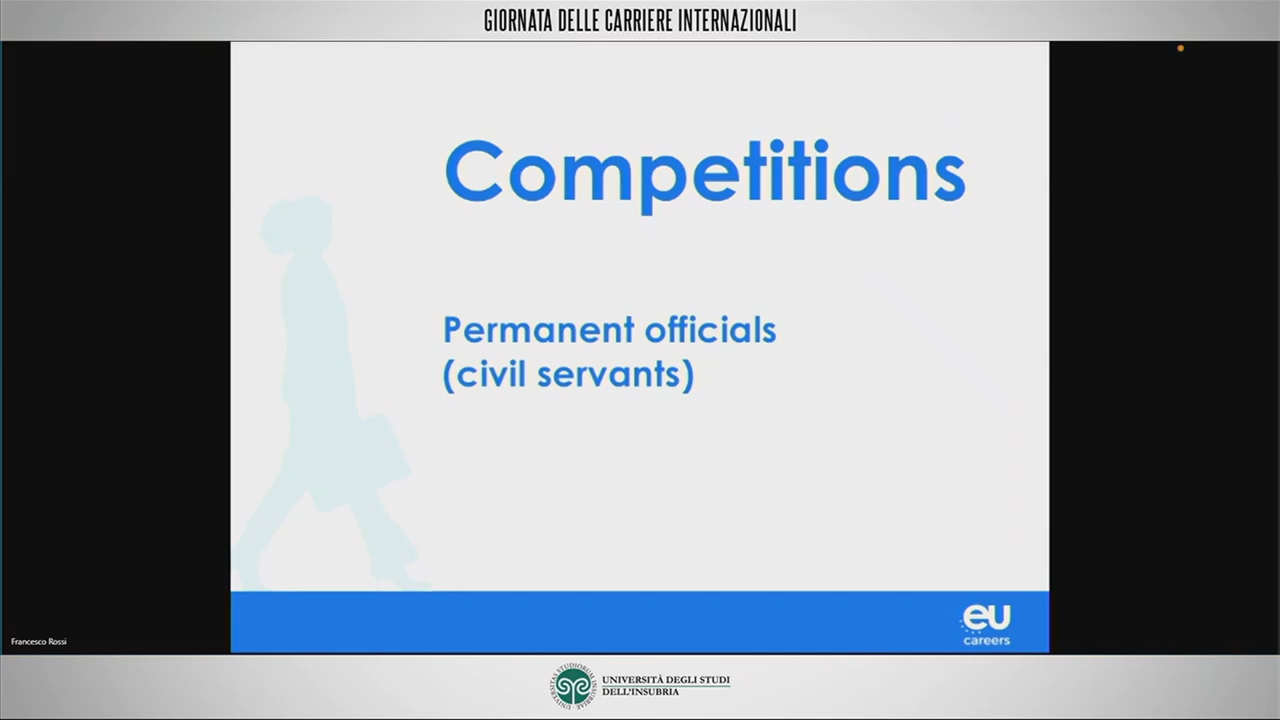 GIORNATA DELLE CARRIERE INTERNAZIONALI
Competitions
Permanent officials
(civil servants)
eu
careers
Francesco Rossi
UNIVERSITÀ DEGLI STUDI
DELL'INSUBRIA